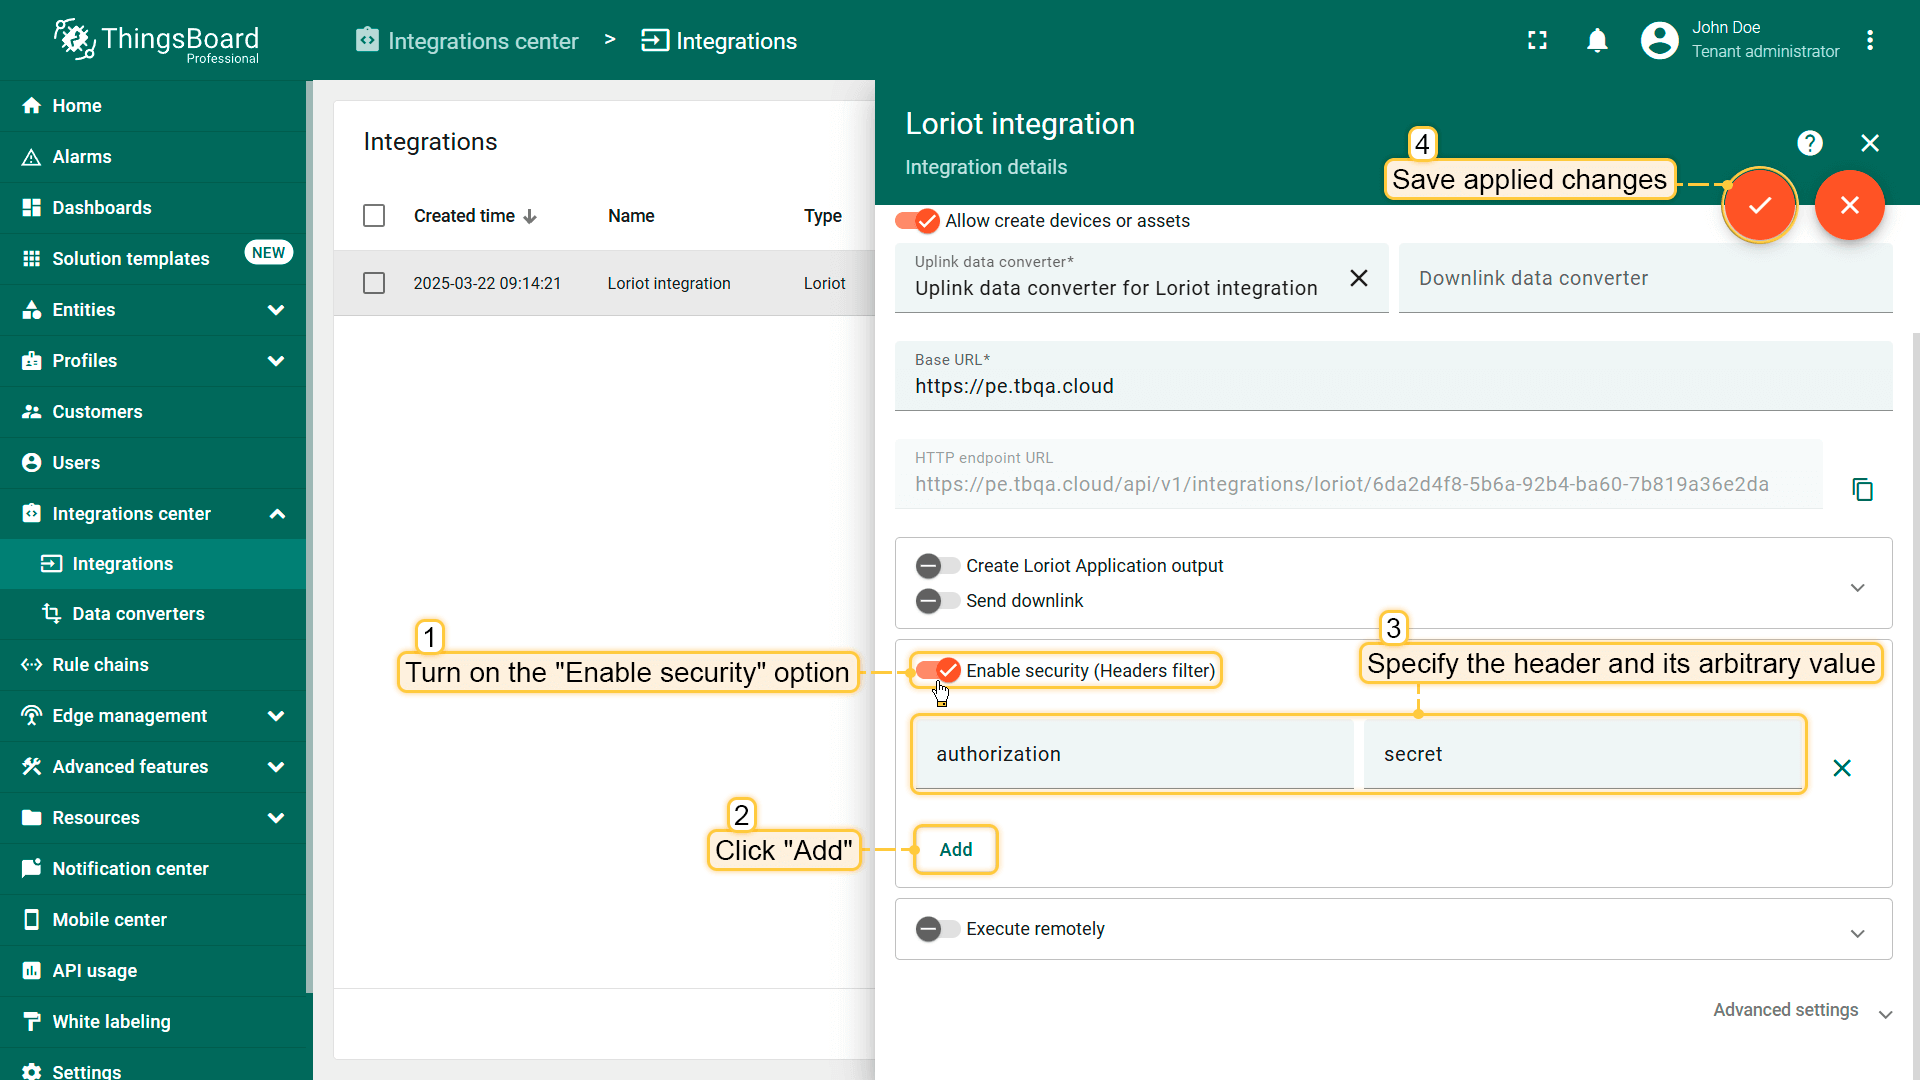 ThingsBoard
Professional
Integrations center > Integrations
John Doe
Tenant administrator
Home
Alarms
Dashboards
Solution templates NEW
Entities
Profiles
Customers
Users
Integrations center
Integrations
Data converters
Rule chains
Edge management
Advanced features
Resources
Notification center
Mobile center
API usage
White labeling
Settings
Integrations
Created time Name Type
2025-03-22 09:14:21 Loriot integration Loriot
Loriot integration
Integration details
?
4
Save applied changes
Allow create devices or assets
Uplink data converter*
Uplink data converter for Loriot integration
Downlink data converter
Base URL*
https://pe.tbqa.cloud
HTTP endpoint URL
https://pe.tbqa.cloud/api/v1/integrations/loriot/6da2d4f8-5b6a-92b4-ba60-7b819a36e2da
Create Loriot Application output
Send downlink
1
Turn on the "Enable security" option
Enable security (Headers filter)
3
Specify the header and its arbitrary value
authorization
secret
2
Click "Add"
Add
Execute remotely
Advanced settings